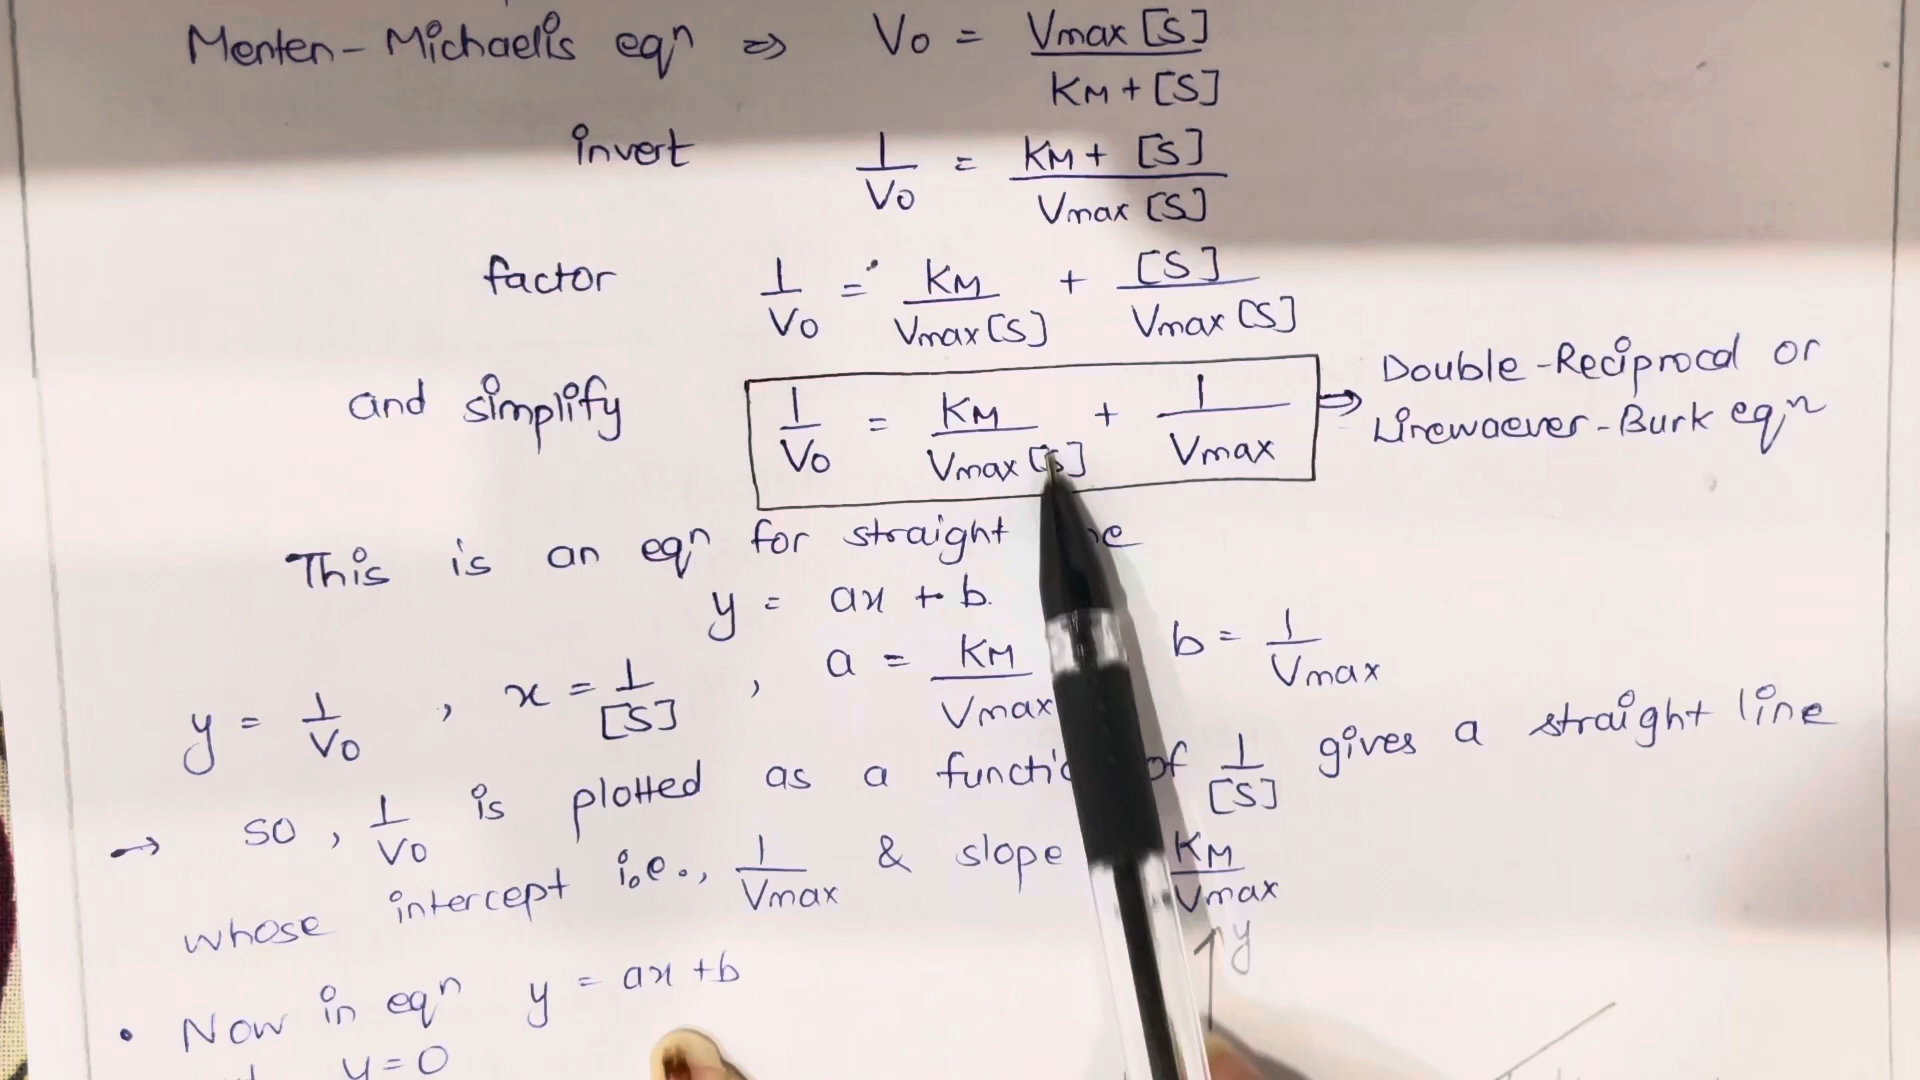 Menten-Michaelis eqn ⇒ Vo = Vmax [S] / KM + [S]
invert 1/Vo = KM + [S] / Vmax [S]
factor 1/Vo = KM / Vmax [S] + [S] / Vmax [S]
and simplify 1/Vo = KM / Vmax [S] + 1 / Vmax ⇒ Double-Reciprocal or
Linewaever-Burk eqn
This is an eqn for straight
y = ax + b.
y = 1/Vo , x = 1/[S] , a = KM / Vmax b = 1 / Vmax
→ so, 1/Vo is plotted as a of 1/[S] gives a straight line
whose intercept i.e., 1/Vmax & slope KM / Vmax
y
• Now in eqn y = ax + b
y = 0